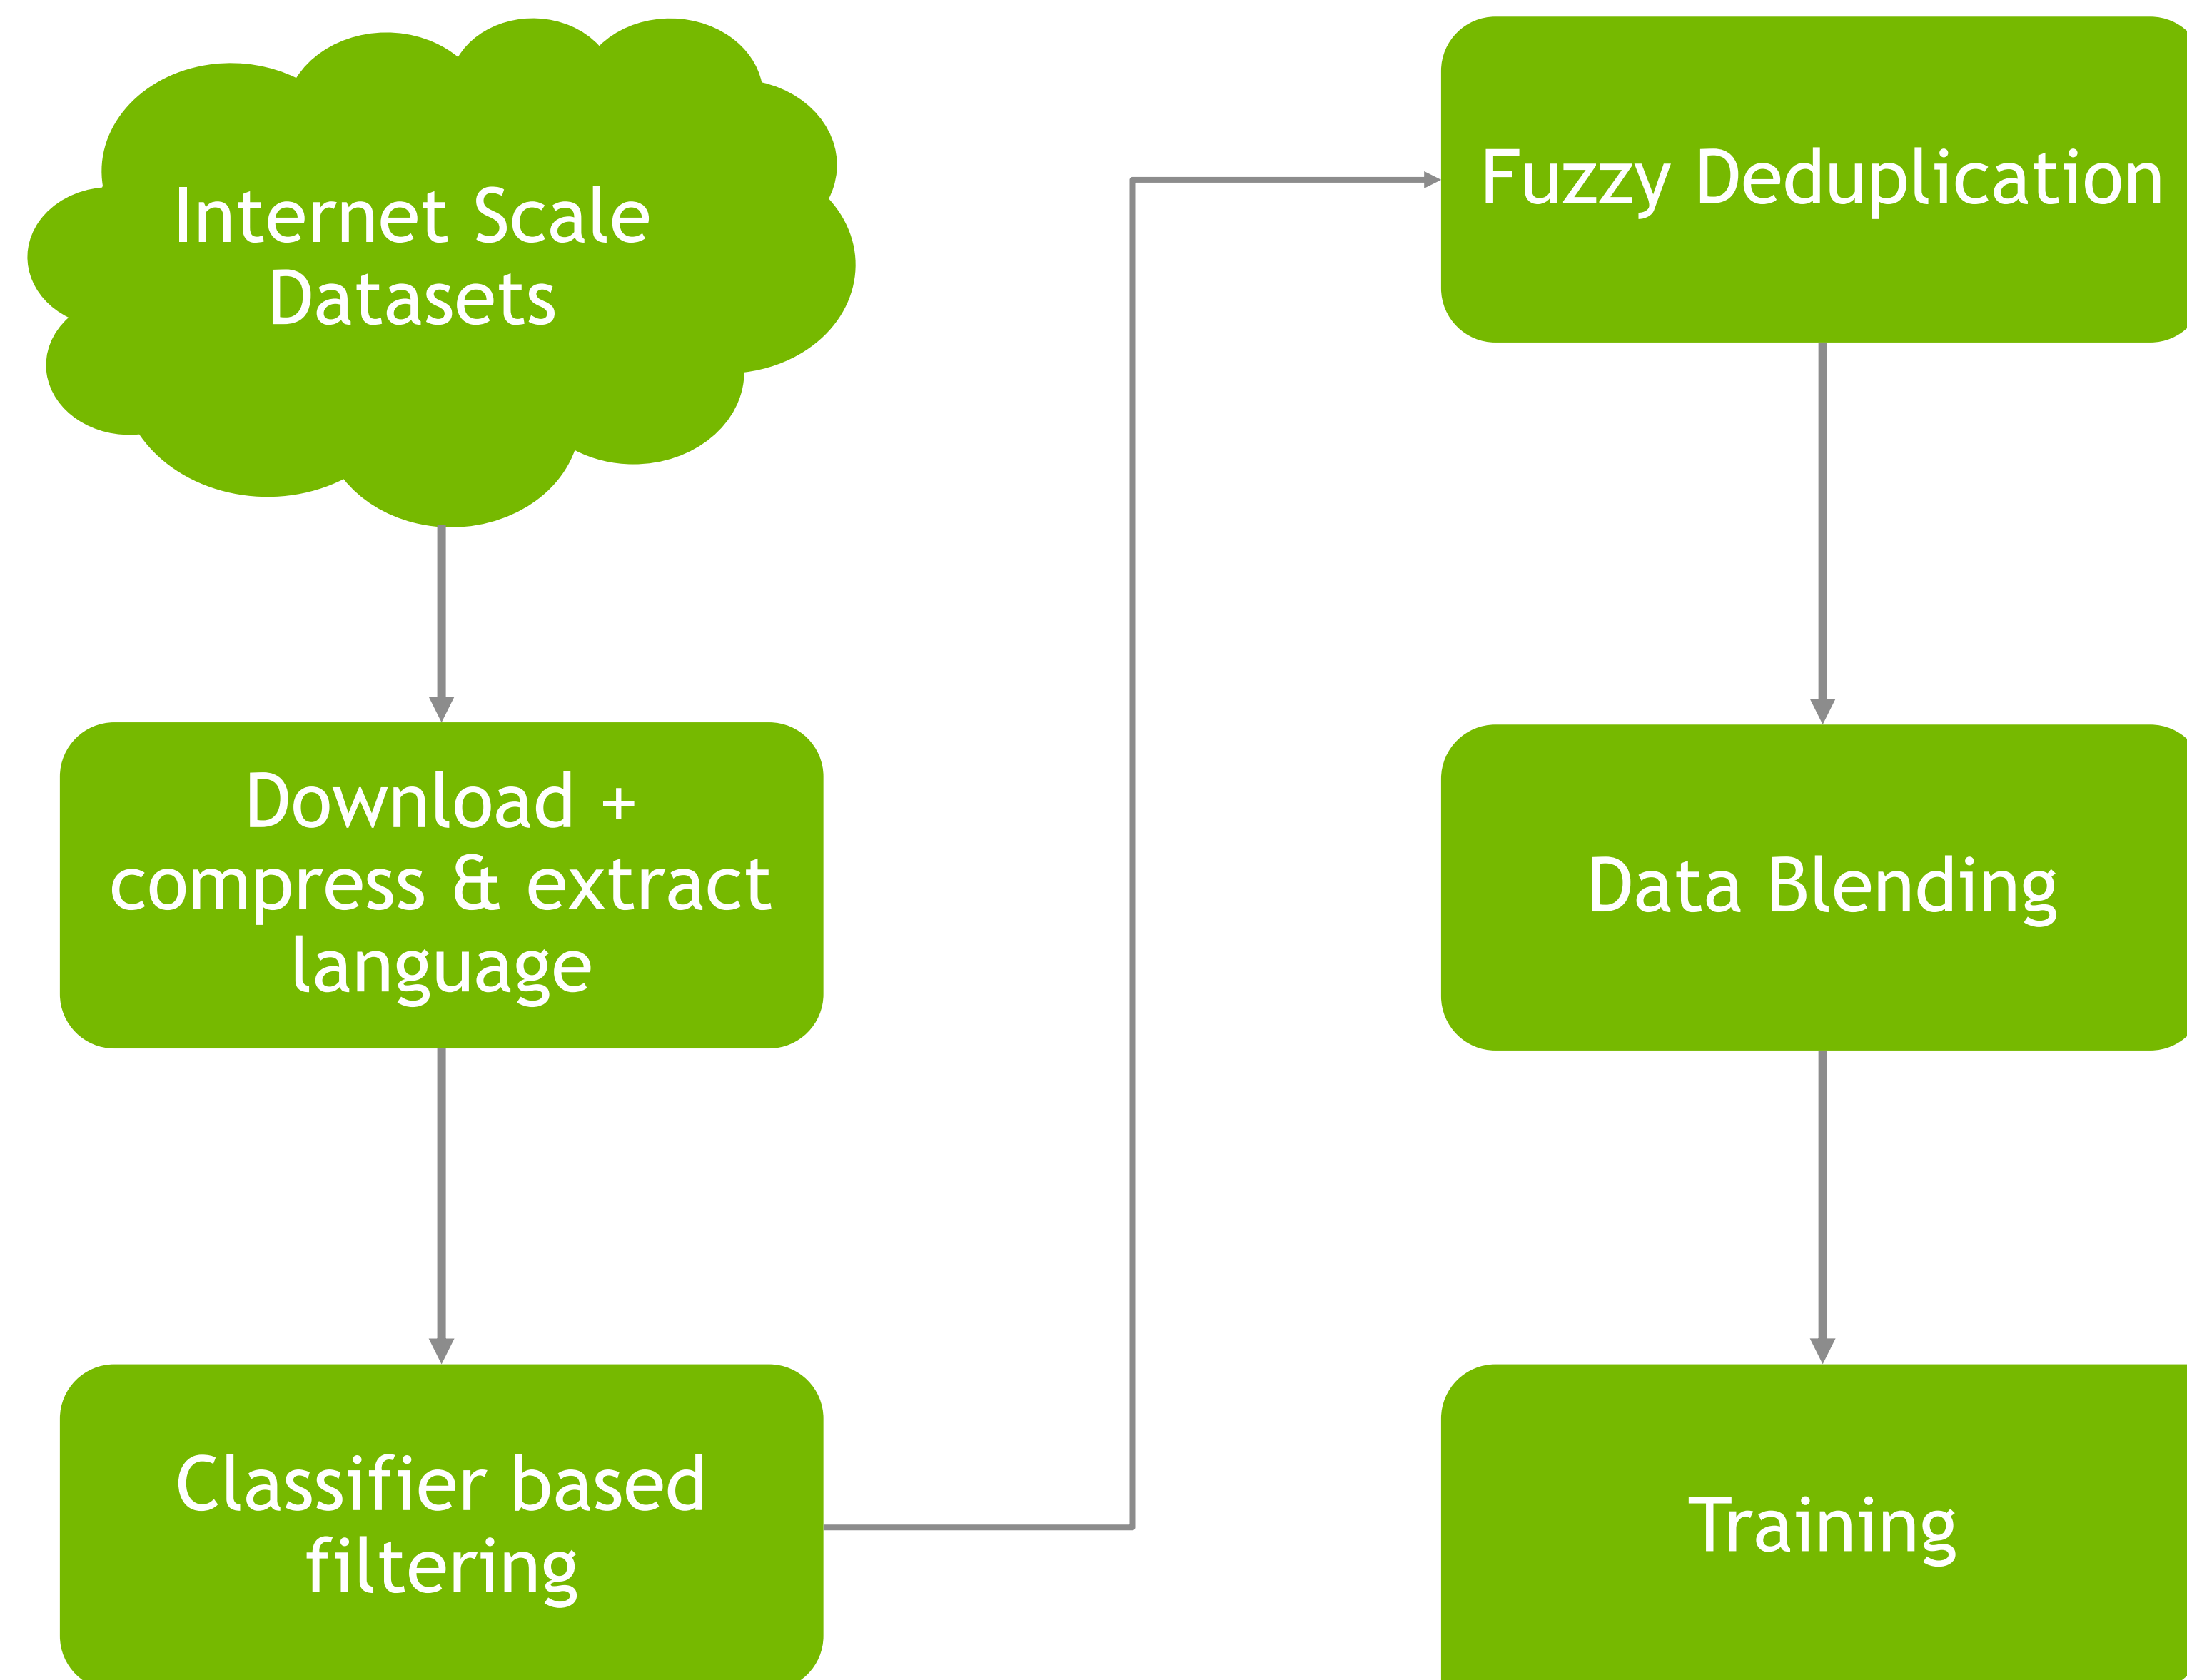 Internet Scale
Datasets
Download +
compress & extract
language
Classifier based
filtering
Fuzzy Deduplication
Data Blending
Training